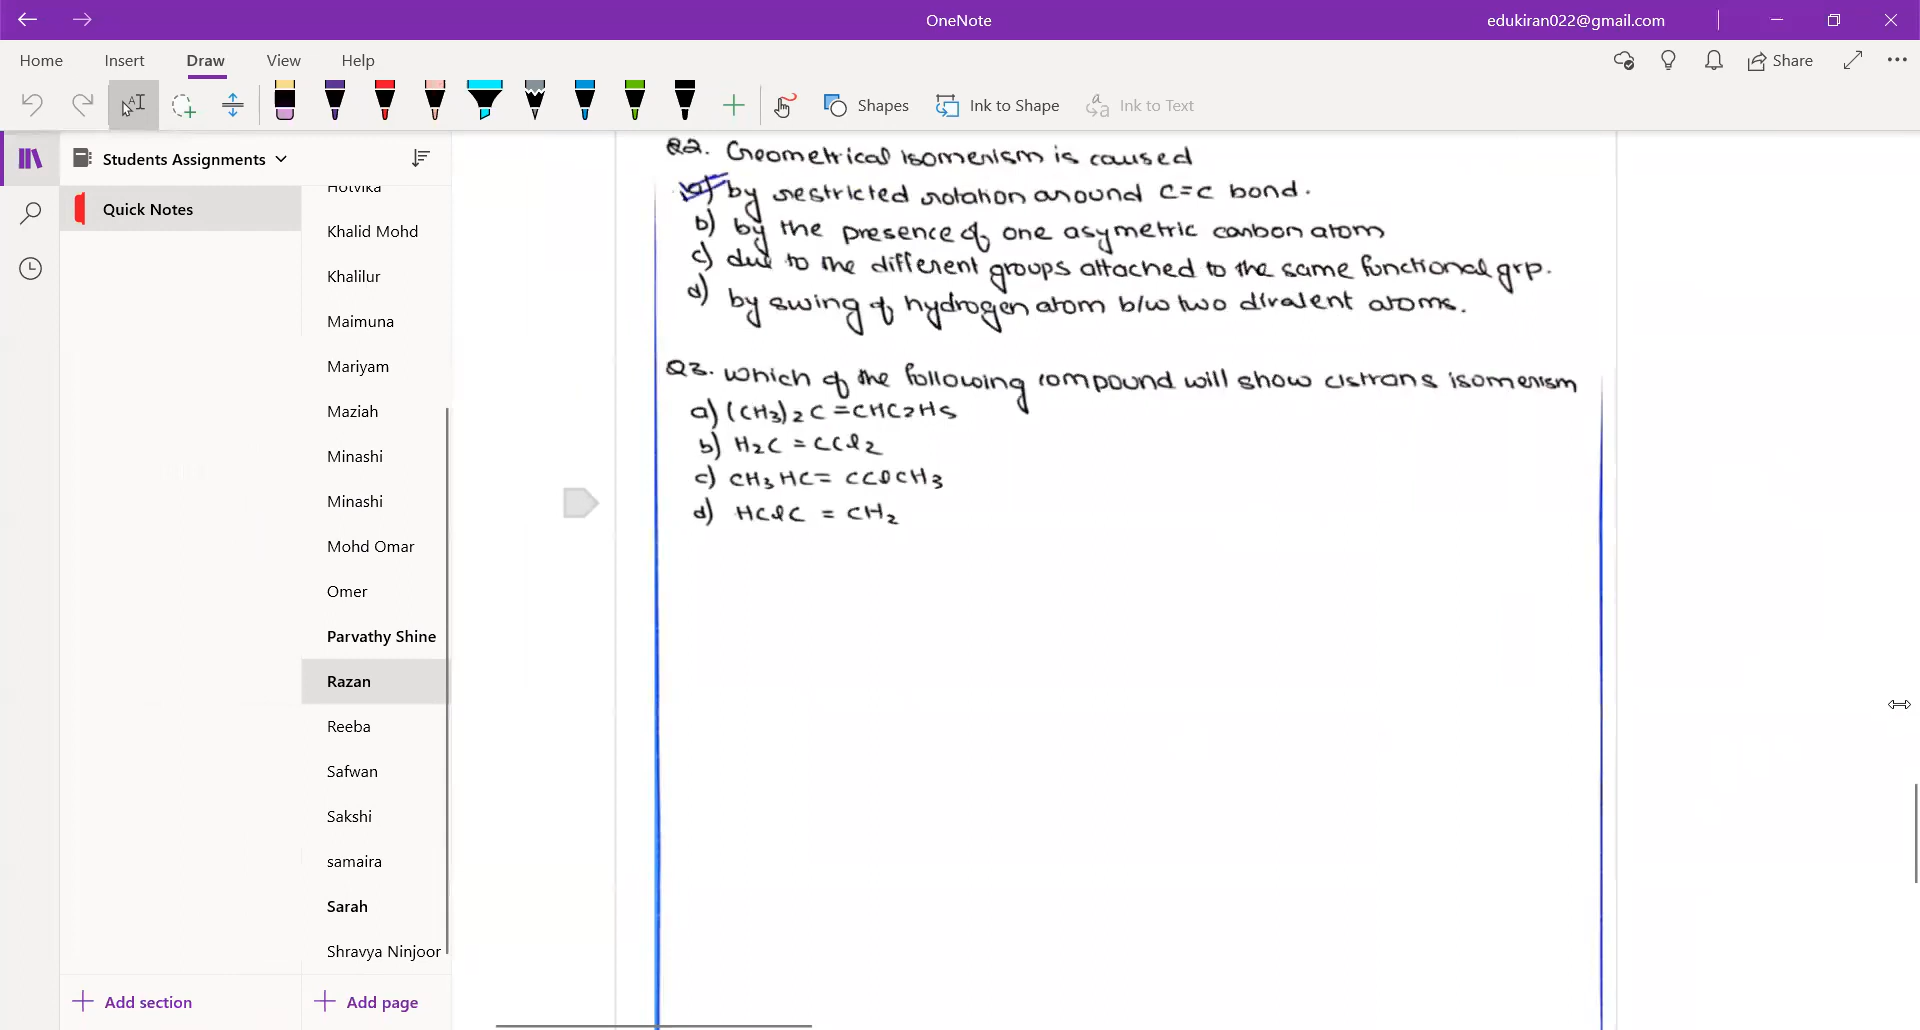 OneNote
edukiran022@gmail.com
Home
Insert
Draw
View
Help
Share
Shapes
Ink to Shape
Ink to Text
Students Assignments
Quick Notes
Hotvika
Khalid Mohd
Khalilur
Maimuna
Mariyam
Maziah
Minashi
Minashi
Mohd Omar
Omer
Parvathy Shine
Razan
Reeba
Safwan
Sakshi
samaira
Sarah
Shravya Ninjoor
Add section
Add page
Q2. Geometrical isomerism is caused
a) by restricted rotation around C=C bond.
b) by the presence of one asymetric carbon atom
c) due to the different groups attached to the same functional grp.
d) by swing of hydrogen atom b/w two divalent atoms.
Q3. Which of the following compound will show cistrans isomerism
a) (CH3)2C=CHC2H5
b) H2C = CCl2
c) CH3HC= CClCH3
d) HClC = CH2